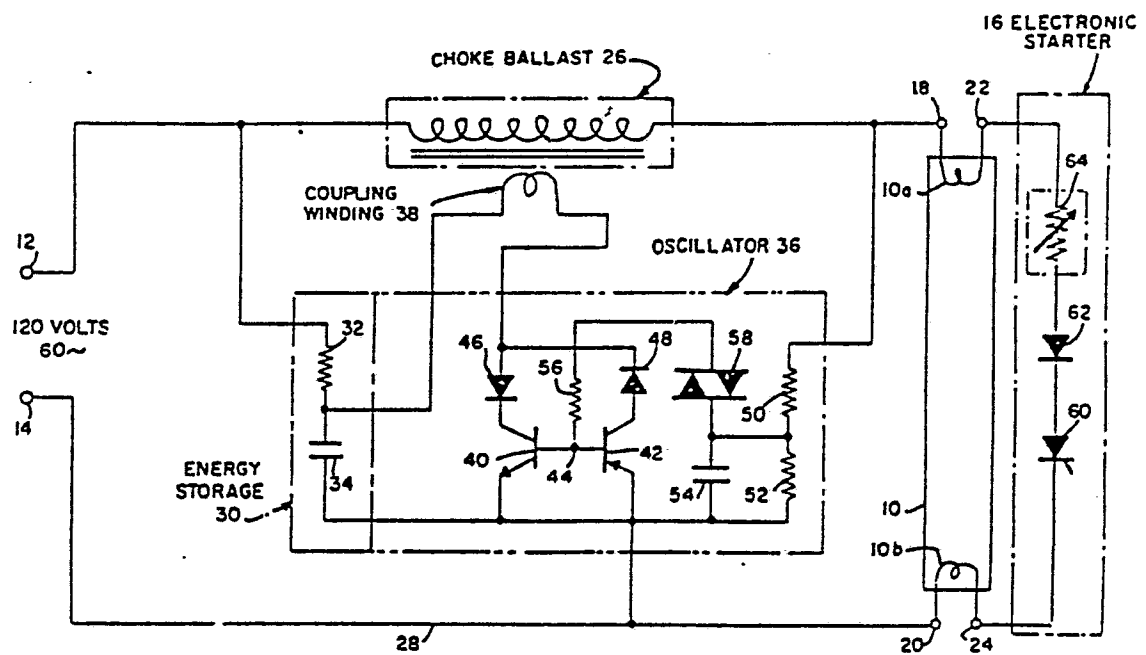 16 ELECTRONIC
STARTER
CHOKE BALLAST 26
18
22
10a
64
COUPLING
WINDING 38
12
OSCILLATOR 36
120 VOLTS
60~
32
46
56
48
58
62
14
50
60
ENERGY
STORAGE
30
34
40
44
42
54
52
10
10b
28
20
24